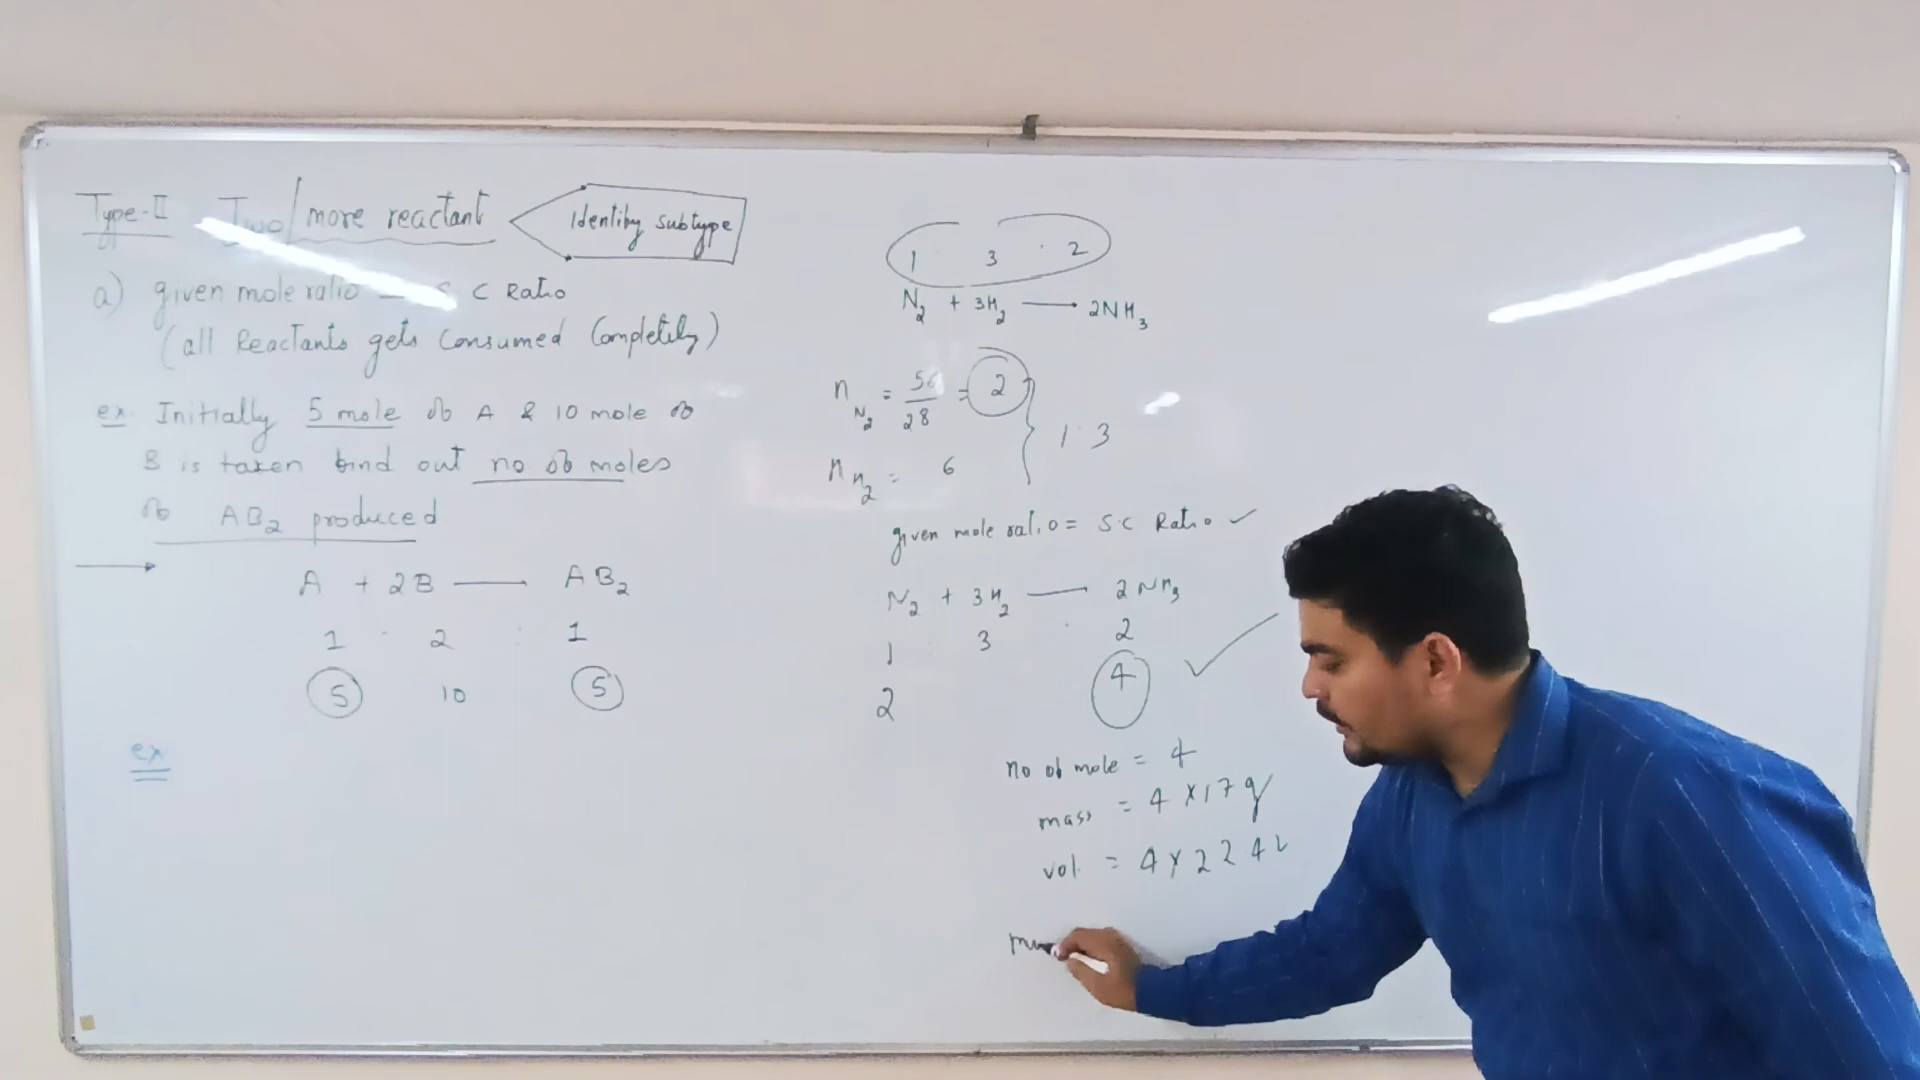 Type-II Two/more reactant
Identify subtype
a) given mole ratio = S C Ratio
(all Reactants gets Consumed Completely)
ex Initially 5 mole of A & 10 mole of
B is taken find out no of moles
of AB₂ produced
A + 2B → AB₂
1 : 2 : 1
5 10 5
ex
1 3 : 2
N₂ + 3H₂ → 2NH₃
n N₂ = 56/28 = 2
n H₂ = 6
1 : 3
given mole ratio = S.C Ratio ✓
N₂ + 3H₂ → 2NH₃
1 : 3 : 2
2 4 ✓
no of mole = 4
mass = 4 × 17 g
vol. = 4 × 22.4 L